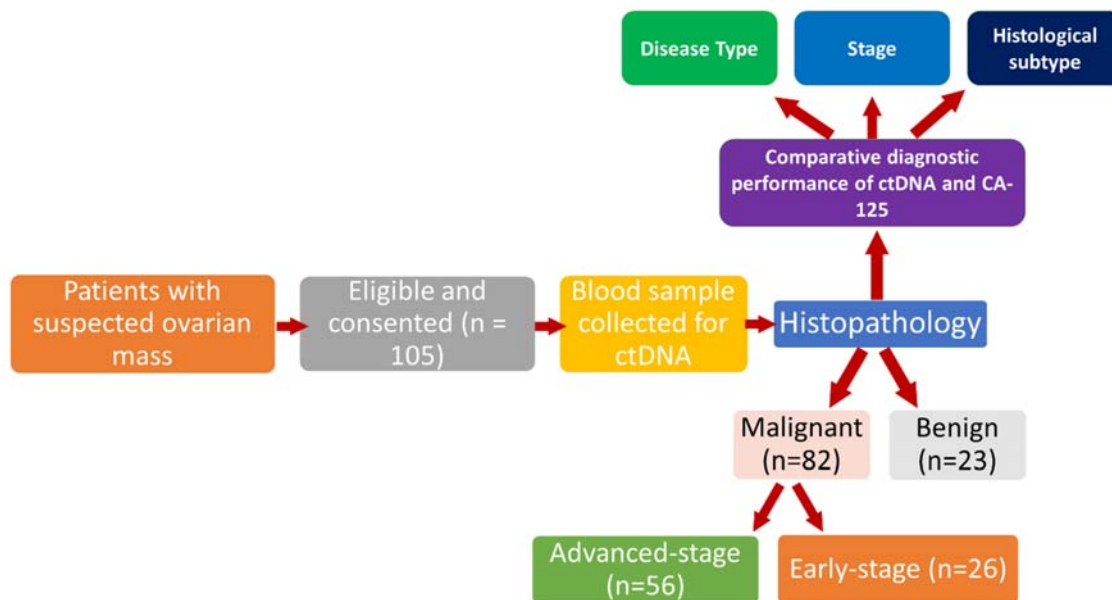 Disease Type
Stage
Histological
subtype
Comparative diagnostic
performance of ctDNA and CA-
125
Patients with
suspected ovarian
mass
Eligible and
consented (n =
105)
Blood sample
collected for
ctDNA
Histopathology
Malignant
(n=82)
Benign
(n=23)
Advanced-stage
(n=56)
Early-stage (n=26)